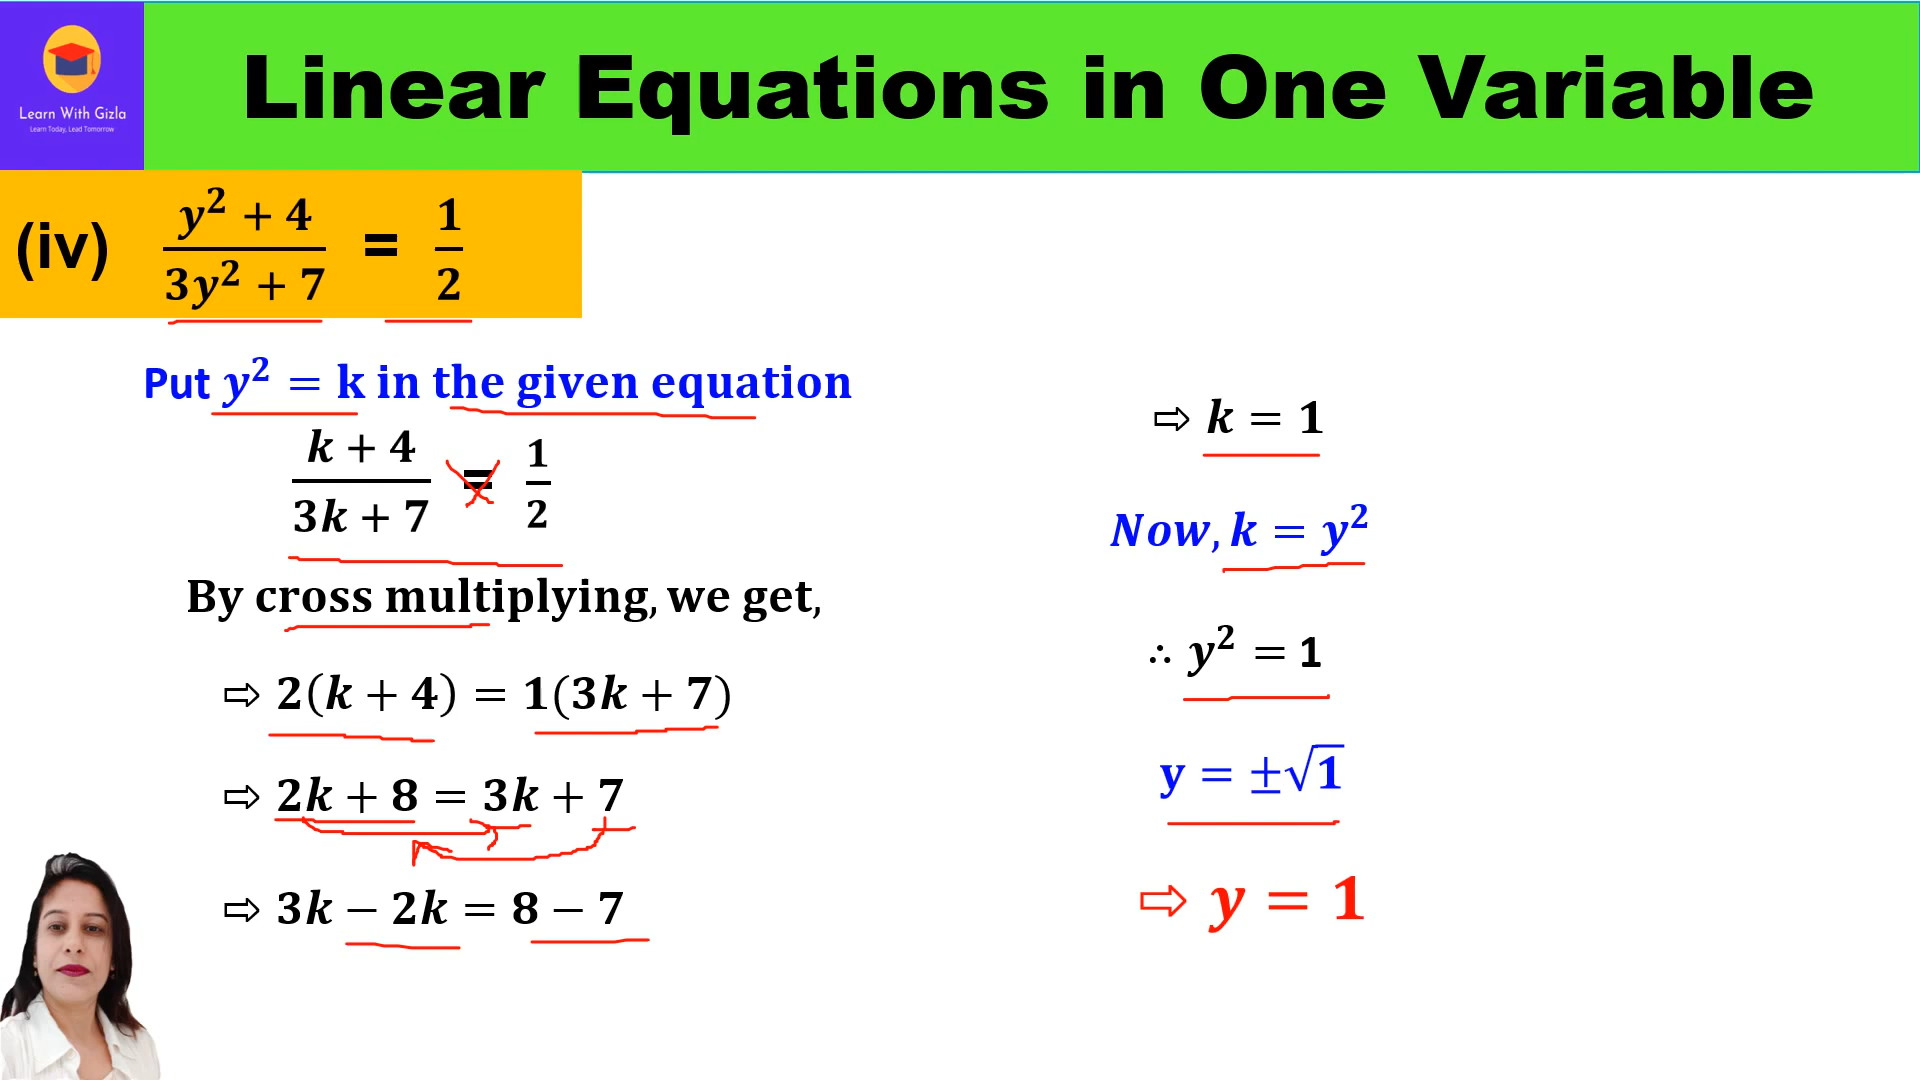 Linear Equations in One Variable
Learn With Gizla
Learn Today, Lead Tomorrow
(iv) (y² + 4)/(3y² + 7) = 1/2
Put y² = k in the given equation
(k + 4)/(3k + 7) = 1/2
By cross multiplying, we get,
⇨ 2(k + 4) = 1(3k + 7)
⇨ 2k + 8 = 3k + 7
⇨ 3k − 2k = 8 − 7
⇨ k = 1
Now, k = y²
∴ y² = 1
y = ±√1
⇨ y = 1